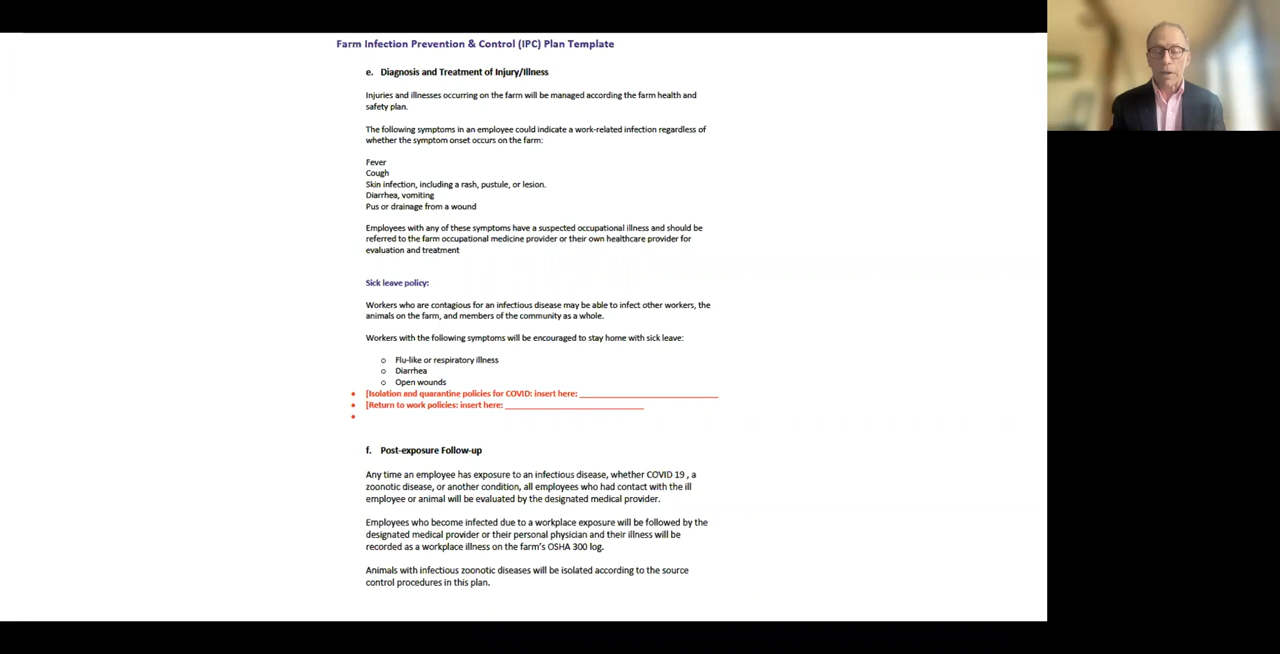 Farm Infection Prevention & Control (IPC) Plan Template
e. Diagnosis and Treatment of Injury/Illness
Injuries and illnesses occurring on the farm will be managed according the farm health and
safety plan.
The following symptoms in an employee could indicate a work-related infection regardless of
whether the symptom onset occurs on the farm:
Fever
Cough
Skin infection, including a rash, pustule, or lesion.
Diarrhea, vomiting
Pus or drainage from a wound
Employees with any of these symptoms have a suspected occupational illness and should be
referred to the farm occupational medicine provider or their own healthcare provider for
evaluation and treatment
Sick leave policy:
Workers who are contagious for an infectious disease may be able to infect other workers, the
animals on the farm, and members of the community as a whole.
Workers with the following symptoms will be encouraged to stay home with sick leave:
o Flu-like or respiratory illness
o Diarrhea
o Open wounds
• [Isolation and quarantine policies for COVID: insert here: ______________________________
• [Return to work policies: insert here: ______________________________
•
f. Post-exposure Follow-up
Any time an employee has exposure to an infectious disease, whether COVID 19 , a
zoonotic disease, or another condition, all employees who had contact with the ill
employee or animal will be evaluated by the designated medical provider.
Employees who become infected due to a workplace exposure will be followed by the
designated medical provider or their personal physician and their illness will be
recorded as a workplace illness on the farm's OSHA 300 log.
Animals with infectious zoonotic diseases will be isolated according to the source
control procedures in this plan.